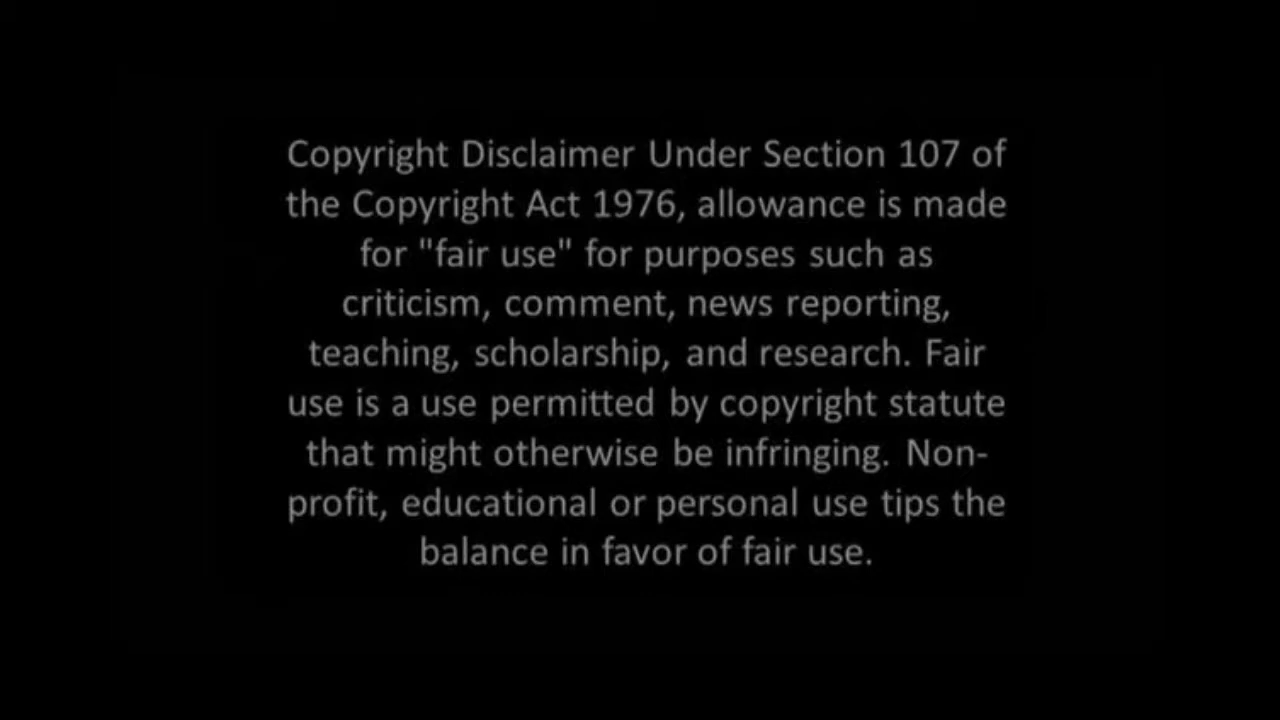 Copyright Disclaimer Under Section 107 of
the Copyright Act 1976, allowance is made
for "fair use" for purposes such as
criticism, comment, news reporting,
teaching, scholarship, and research. Fair
use is a use permitted by copyright statute
that might otherwise be infringing. Non-
profit, educational or personal use tips the
balance in favor of fair use.